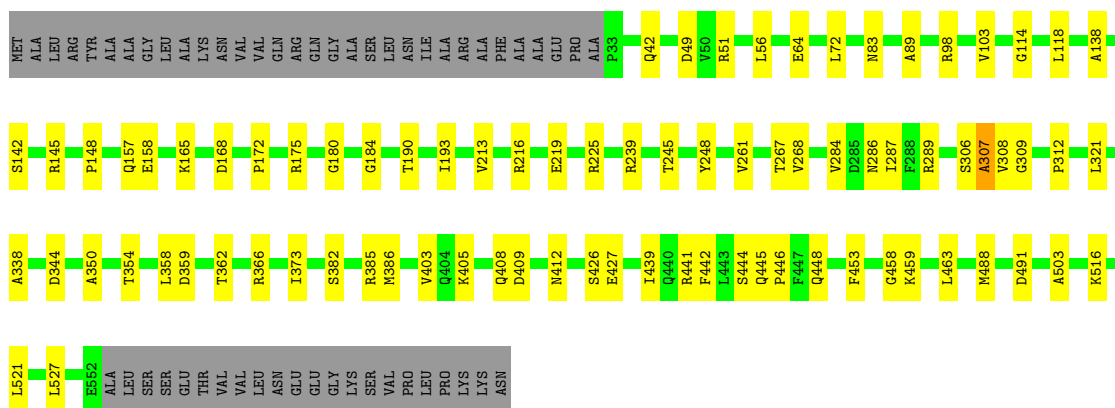 MET ALA LEU ARG TYR ALA ALA GLY LEU ALA LYS ASN VAL VAL GLN ARG GLN GLY ALA SER LEU ASN ILE ALA ARG ALA PHE ALA ALA GLU PRO ALA P33 Q42 D49 V50 R51 L56 E64 L72 N83 A89 R98 V103 G114 L118 A138
S142 R145 P148 Q157 E158 K165 D168 P172 R175 G180 G184 T190 I193 V213 R216 E219 R225 R239 T245 Y248 V261 T267 V268 V284 D285 N286 I287 F288 R289 S306 A307 V308 G309 P312 L321
A338 D344 A350 T354 L358 D359 T362 R366 I373 S382 R385 M386 V403 Q404 K405 Q408 D409 N412 S426 E427 I439 Q440 R441 F442 L443 S444 Q445 P446 F447 Q448 F453 G458 K459 L463 M488 D491 A503 K516
L521 L527 E552 ALA LEU SER SER GLU THR VAL VAL LEU ASN GLU GLU GLY LYS SER VAL PRO LEU PRO LYS LYS ASN